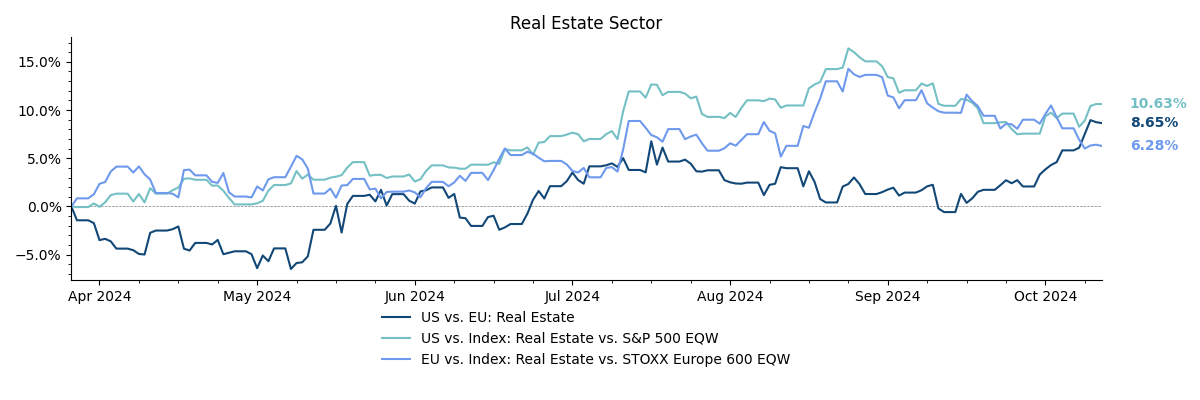 Real Estate Sector
15.0%
10.0%
5.0%
0.0%
−5.0%
10.63%
8.65%
6.28%
Apr 2024 May 2024 Jun 2024 Jul 2024 Aug 2024 Sep 2024 Oct 2024
US vs. EU: Real Estate
US vs. Index: Real Estate vs. S&P 500 EQW
EU vs. Index: Real Estate vs. STOXX Europe 600 EQW